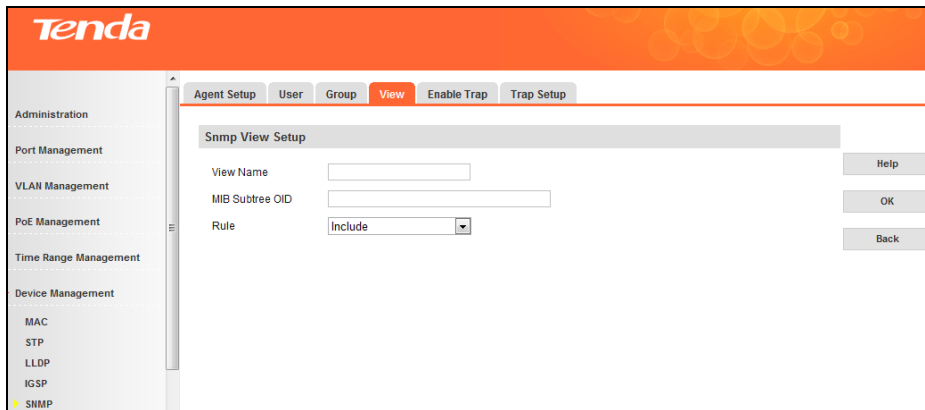 Tenda
Agent Setup User Group View Enable Trap Trap Setup
Administration
Port Management
VLAN Management
PoE Management
Time Range Management
Device Management
MAC
STP
LLDP
IGSP
SNMP
Snmp View Setup
View Name
MIB Subtree OID
Rule Include
Help
OK
Back